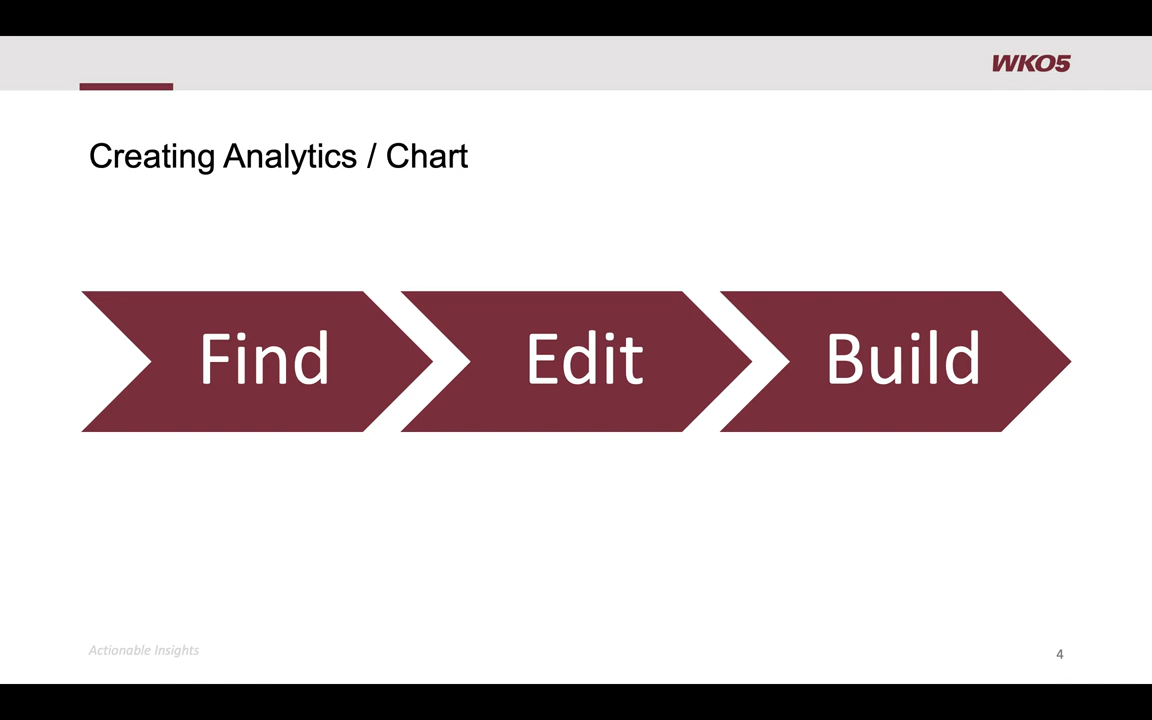 WKO5
Creating Analytics / Chart
Find
Edit
Build
Actionable Insights
4